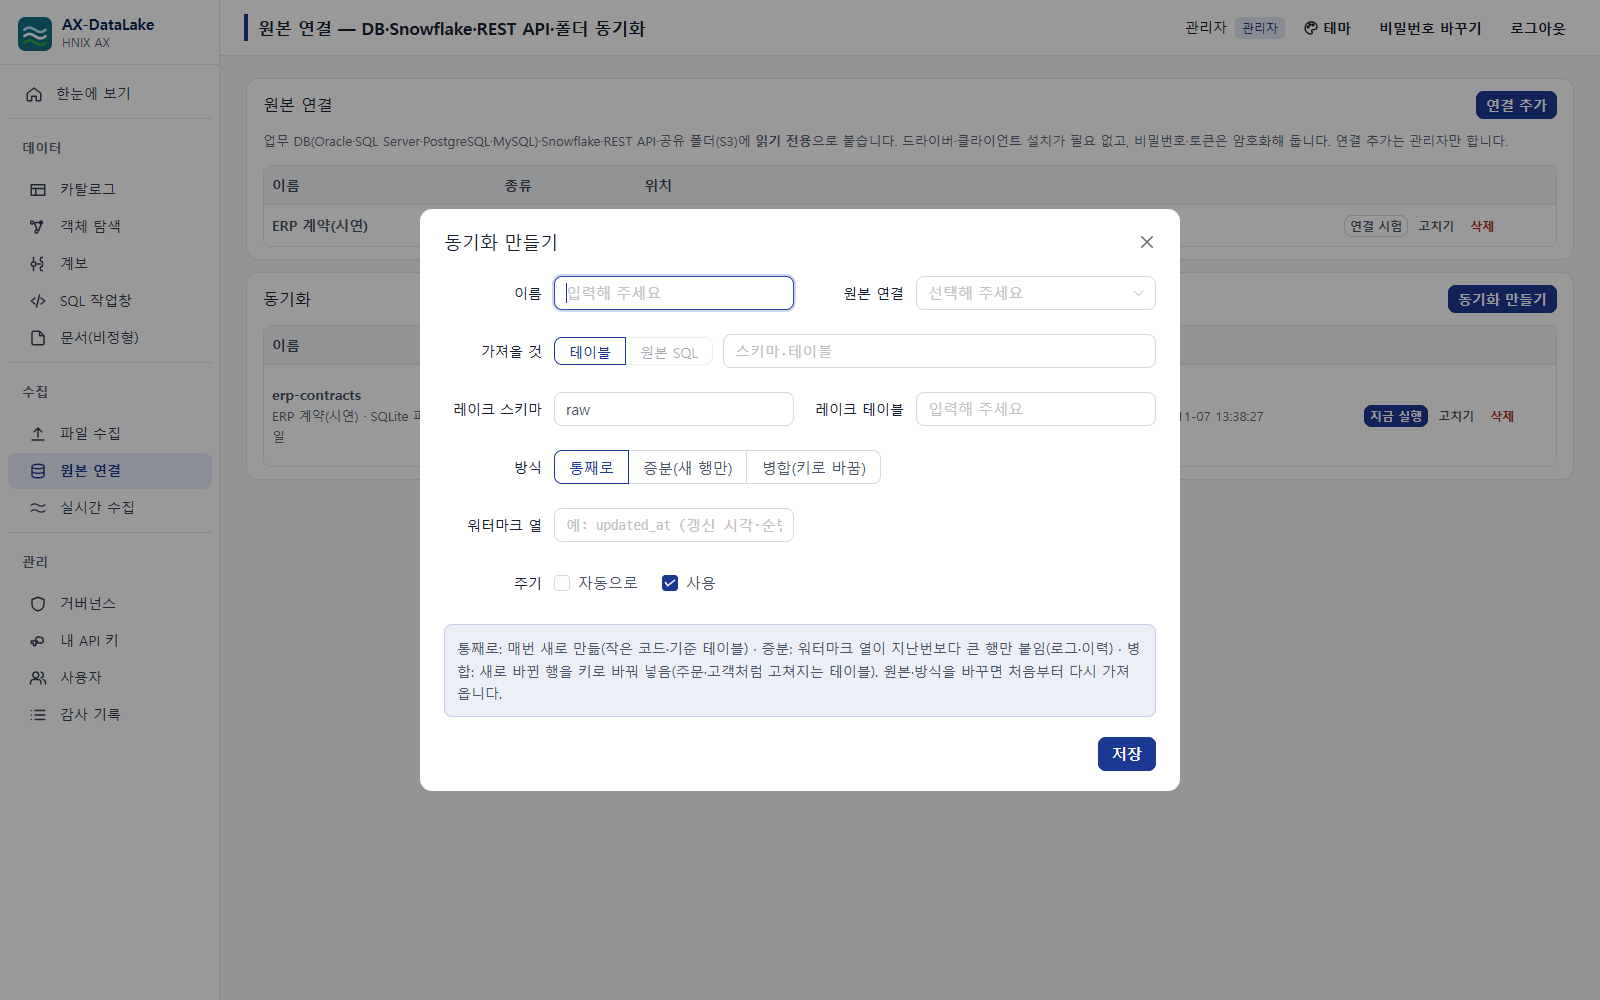 AX-DataLake
HNIX AX
한눈에 보기
데이터
카탈로그
객체 탐색
계보
SQL 작업창
문서(비정형)
수집
파일 수집
원본 연결
실시간 수집
관리
거버넌스
내 API 키
사용자
감사 기록
원본 연결 — DB·Snowflake·REST API·폴더 동기화
관리자 관리자 테마 비밀번호 바꾸기 로그아웃
원본 연결
연결 추가
업무 DB(Oracle·SQL Server·PostgreSQL·MySQL)·Snowflake·REST API·공유 폴더(S3)에 읽기 전용으로 붙습니다. 드라이버·클라이언트 설치가 필요 없고, 비밀번호·토큰은 암호화해 둡니다. 연결 추가는 관리자만 합니다.
이름 종류 위치
ERP 계약(시연) 연결 시험 고치기 삭제
동기화
동기화 만들기
이름
erp-contracts
ERP 계약(시연) · SQLite 파
일
11-07 13:38:27 지금 실행 고치기 삭제
동기화 만들기
이름 입력해 주세요 원본 연결 선택해 주세요
가져올 것 테이블 원본 SQL 스키마.테이블
레이크 스키마 raw 레이크 테이블 입력해 주세요
방식 통째로 증분(새 행만) 병합(키로 바꿈)
워터마크 열 예: updated_at (갱신 시각·순번
주기 자동으로 사용
통째로: 매번 새로 만듦(작은 코드·기준 테이블) · 증분: 워터마크 열이 지난번보다 큰 행만 붙임(로그·이력) · 병
합: 새로 바뀐 행을 키로 바꿔 넣음(주문·고객처럼 고쳐지는 테이블). 원본·방식을 바꾸면 처음부터 다시 가져
옵니다.
저장